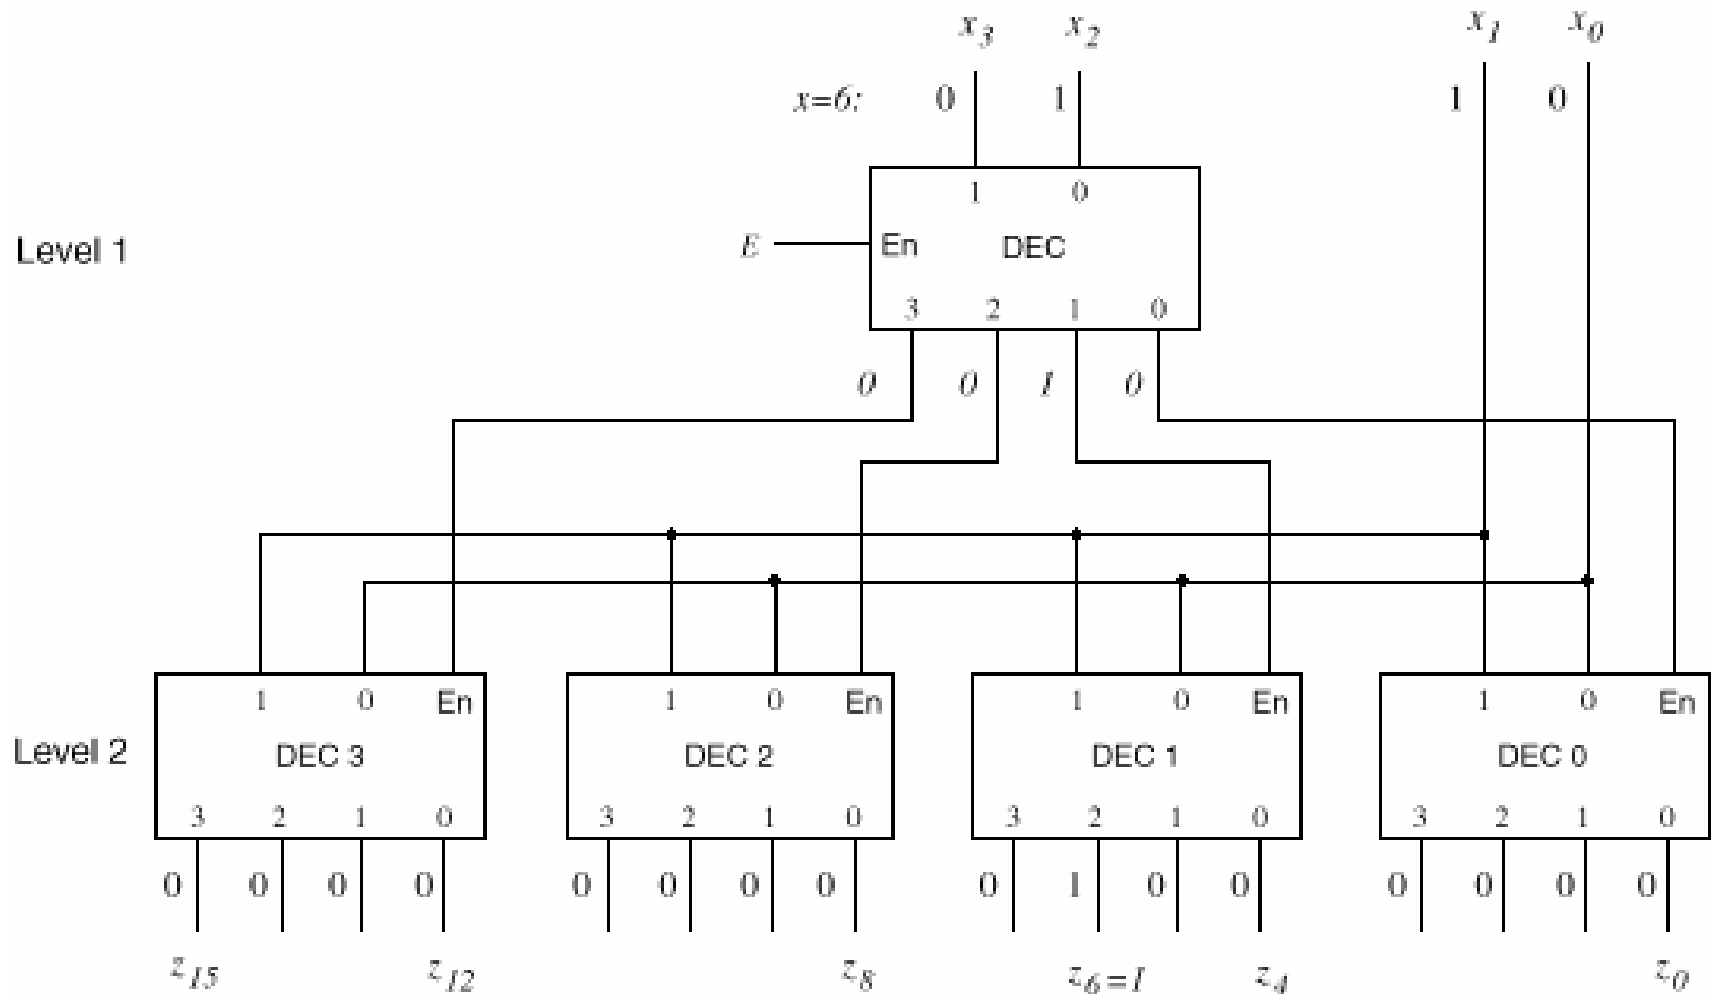 x3 x2 x1 x0
x=6: 0 1 1 0
1 0
Level 1 E En DEC
3 2 1 0
0 0 1 0
1 0 En 1 0 En 1 0 En 1 0 En
Level 2 DEC 3 DEC 2 DEC 1 DEC 0
3 2 1 0 3 2 1 0 3 2 1 0 3 2 1 0
0 0 0 0 0 0 0 0 0 1 0 0 0 0 0 0
z15 z12 z8 z6=1 z4 z0